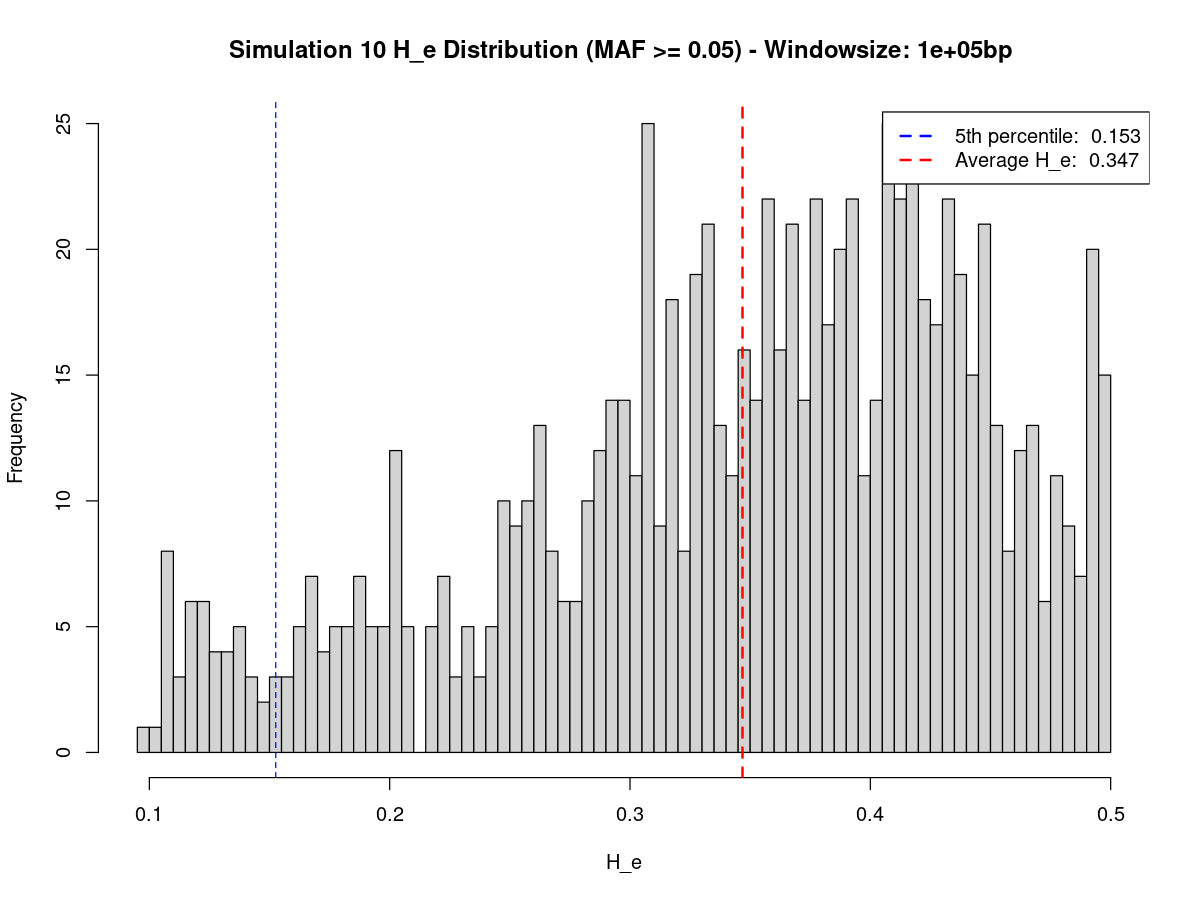 Simulation 10 H_e Distribution (MAF >= 0.05) - Windowsize: 1e+05bp
5th percentile:  0.153
Average H_e:  0.347
Frequency
25
20
15
10
5
0
0.1 0.2 0.3 0.4 0.5
H_e